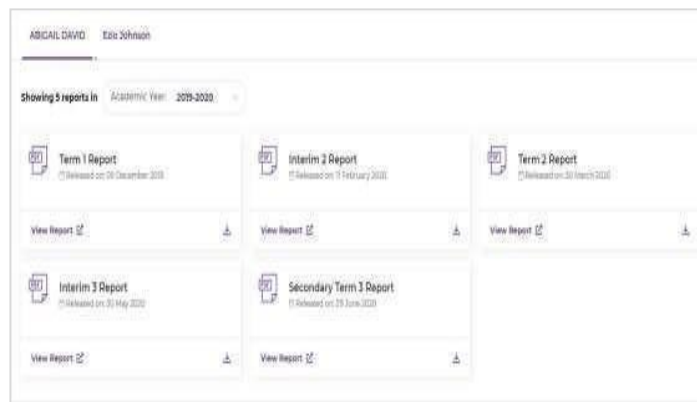 ABIGAIL DAVID Ezio Johnson
Showing 5 reports in Academic Year: 2019-2020
Term 1 Report
Released on: December 2019
View Report
Interim 2 Report
Released on: 11 February 2020
View Report
Term 2 Report
Released on: 30 March 2020
View Report
Interim 3 Report
Released on: May 2020
View Report
Secondary Term 3 Report
Released on: 29 June 2020
View Report